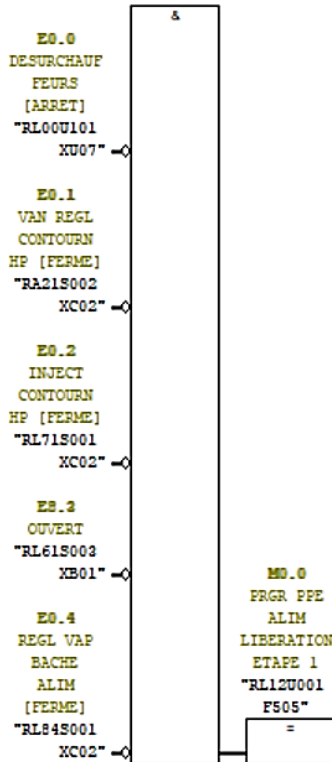 &
E0.0
DESURCHAUF
FEURS
[ARRET]
"RL00U101
XU07"
E0.1
VAN REGL
CONTOURN
HP [FERME]
"RA21S002
XC02"
E0.2
INJECT
CONTOURN
HP [FERME]
"RL71S001
XC02"
E8.3
OUVERT
"RL61S003
XB01"
E0.4
REGL VAP
BACHE
ALIM
[FERME]
"RL84S001
XC02"
M0.0
PRGR PPE
ALIM
LIBERATION
ETAPE 1
"RL12U001
F505"
=